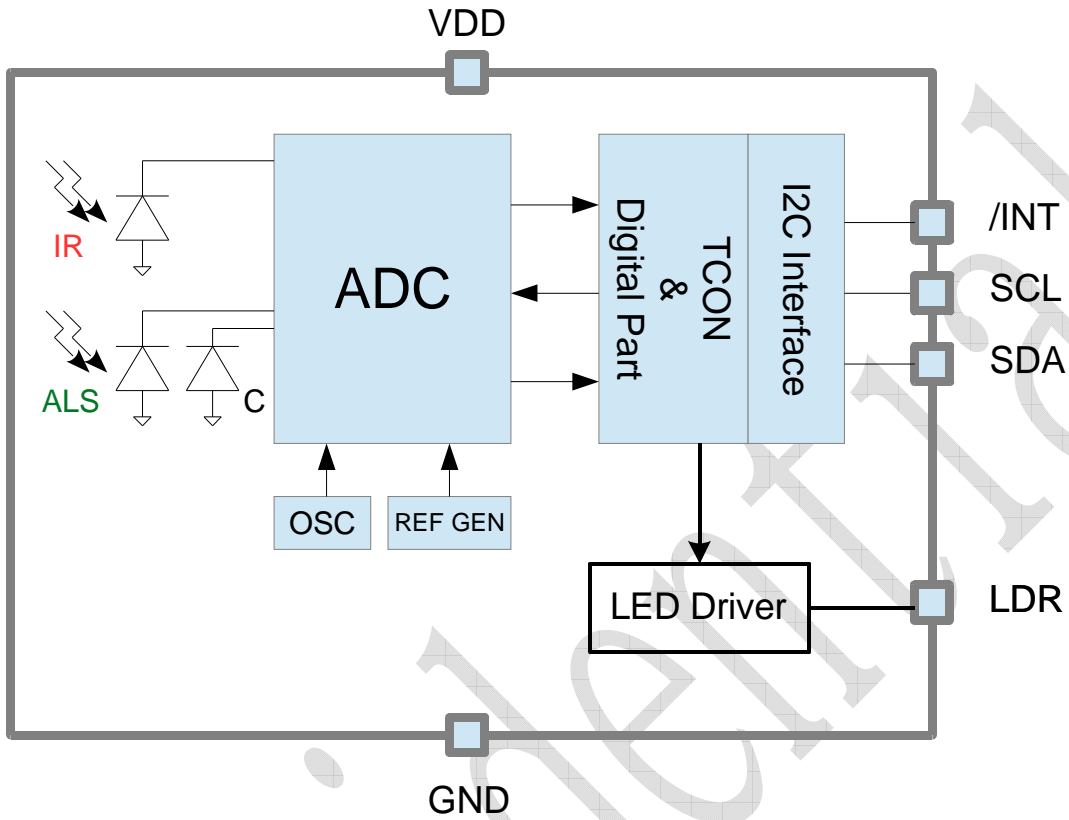 VDD
IR
ALS
C
ADC
OSC
REF GEN
Digital Part
&
TCON
I2C Interface
/INT
SCL
SDA
LED Driver
LDR
GND